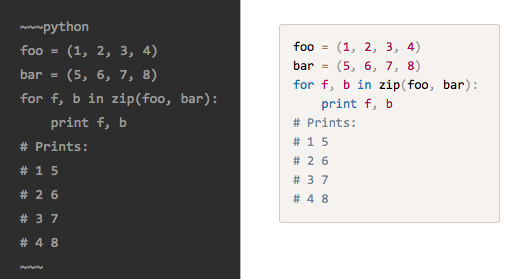 ~~~python
foo = (1, 2, 3, 4)
bar = (5, 6, 7, 8)
for f, b in zip(foo, bar):
    print f, b
# Prints:
# 1 5
# 2 6
# 3 7
# 4 8
~~~
foo = (1, 2, 3, 4)
bar = (5, 6, 7, 8)
for f, b in zip(foo, bar):
    print f, b
# Prints:
# 1 5
# 2 6
# 3 7
# 4 8